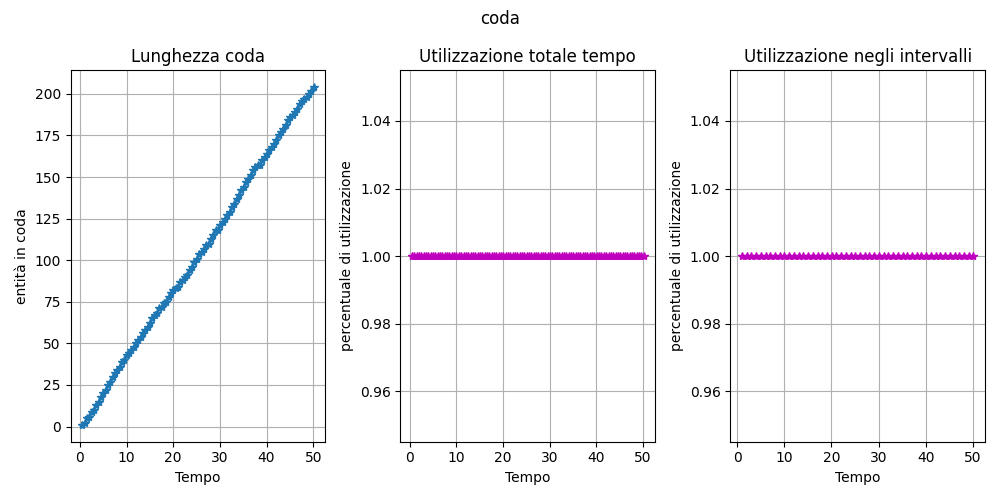 coda
Lunghezza coda
entità in coda
200
175
150
125
100
75
50
25
0
0 10 20 30 40 50
Tempo
Utilizzazione totale tempo
percentuale di utilizzazione
1.04
1.02
1.00
0.98
0.96
0 10 20 30 40 50
Tempo
Utilizzazione negli intervalli
percentuale di utilizzazione
1.04
1.02
1.00
0.98
0.96
0 10 20 30 40 50
Tempo